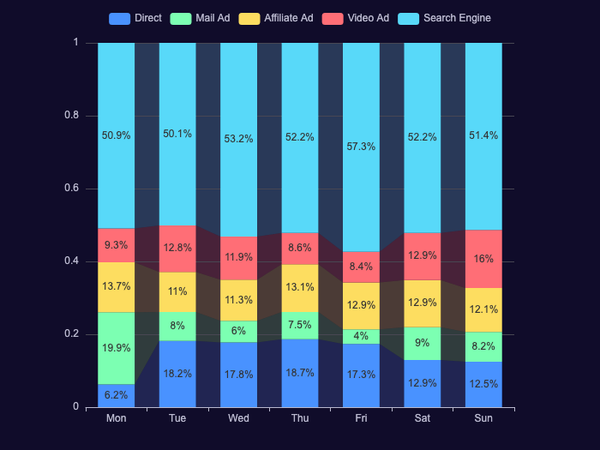 Direct Mail Ad Affiliate Ad Video Ad Search Engine
1
50.9% 50.1% 53.2% 52.2% 57.3% 52.2% 51.4%
0.8
0.6
9.3% 12.8% 11.9% 8.6% 8.4% 12.9% 16%
0.4
13.7% 11% 11.3% 13.1% 12.9% 12.9% 12.1%
19.9% 8% 6% 7.5% 4% 9% 8.2%
0.2
6.2% 18.2% 17.8% 18.7% 17.3% 12.9% 12.5%
0
Mon Tue Wed Thu Fri Sat Sun